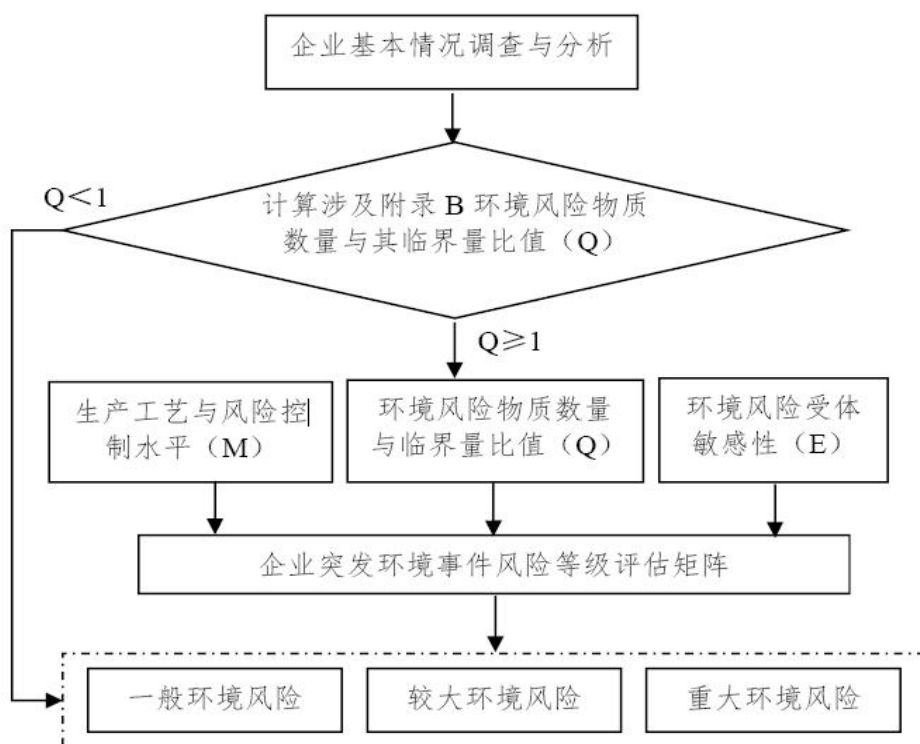 企业基本情况调查与分析
Q＜1
计算涉及附录 B 环境风险物质
数量与其临界量比值（Q）
Q≥1
生产工艺与风险控
制水平（M）
环境风险物质数量
与临界量比值（Q）
环境风险受体
敏感性（E）
企业突发环境事件风险等级评估矩阵
一般环境风险
较大环境风险
重大环境风险